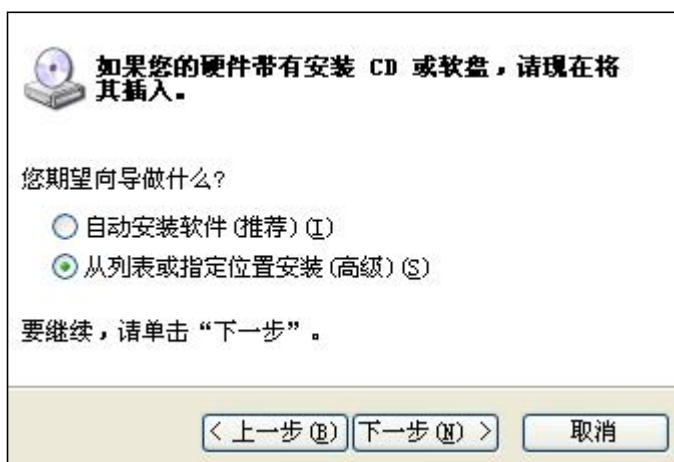 如果您的硬件带有安装 CD 或软盘，请现在将
其插入。
您期望向导做什么?
自动安装软件(推荐)(I)
从列表或指定位置安装(高级)(S)
要继续，请单击“下一步”。
< 上一步(B) 下一步(N) > 取消